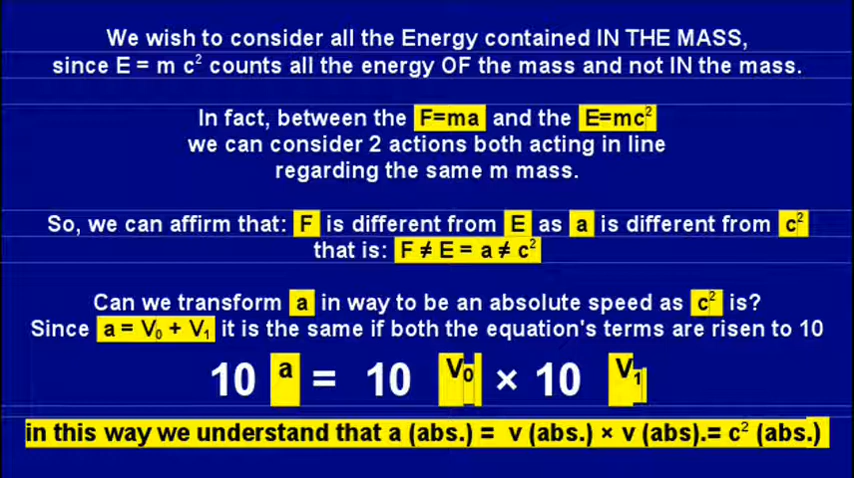 We wish to consider all the Energy contained IN THE MASS,
since E = m c² counts all the energy OF the mass and not IN the mass.
In fact, between the F=ma and the E=mc²
we can consider 2 actions both acting in line
regarding the same m mass.
So, we can affirm that: F is different from E as a is different from c²
that is: F ≠ E = a ≠ c²
Can we transform a in way to be an absolute speed as c² is?
Since a = V₀ + V₁ it is the same if both the equation's terms are risen to 10
10 ᵃ = 10 V₀ × 10 V₁
in this way we understand that a (abs.) = v (abs.) × v (abs).= c² (abs.)